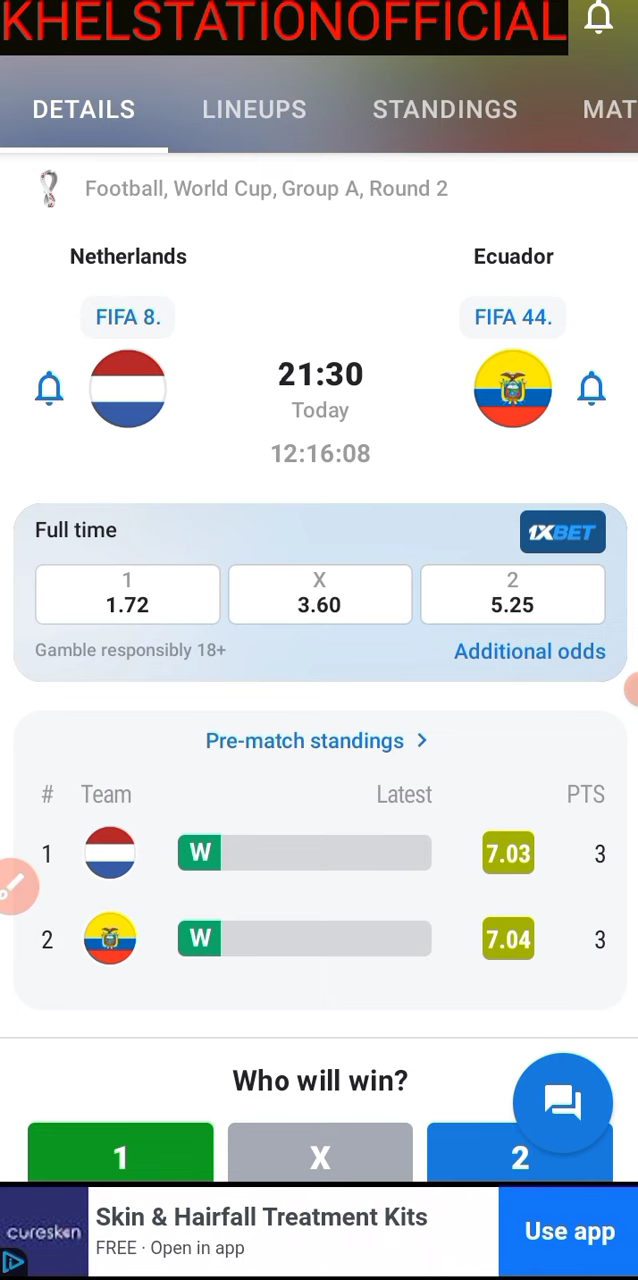 KHELSTATIONOFFICIAL
DETAILS LINEUPS STANDINGS MAT
Football, World Cup, Group A, Round 2
Netherlands Ecuador
FIFA 8. FIFA 44.
21:30
Today
12:16:08
Full time 1XBET
1 X 2
1.72 3.60 5.25
Gamble responsibly 18+ Additional odds
Pre-match standings >
# Team Latest PTS
1 W 7.03 3
2 W 7.04 3
Who will win?
1 X 2
cureskin
Skin & Hairfall Treatment Kits
FREE · Open in app
Use app